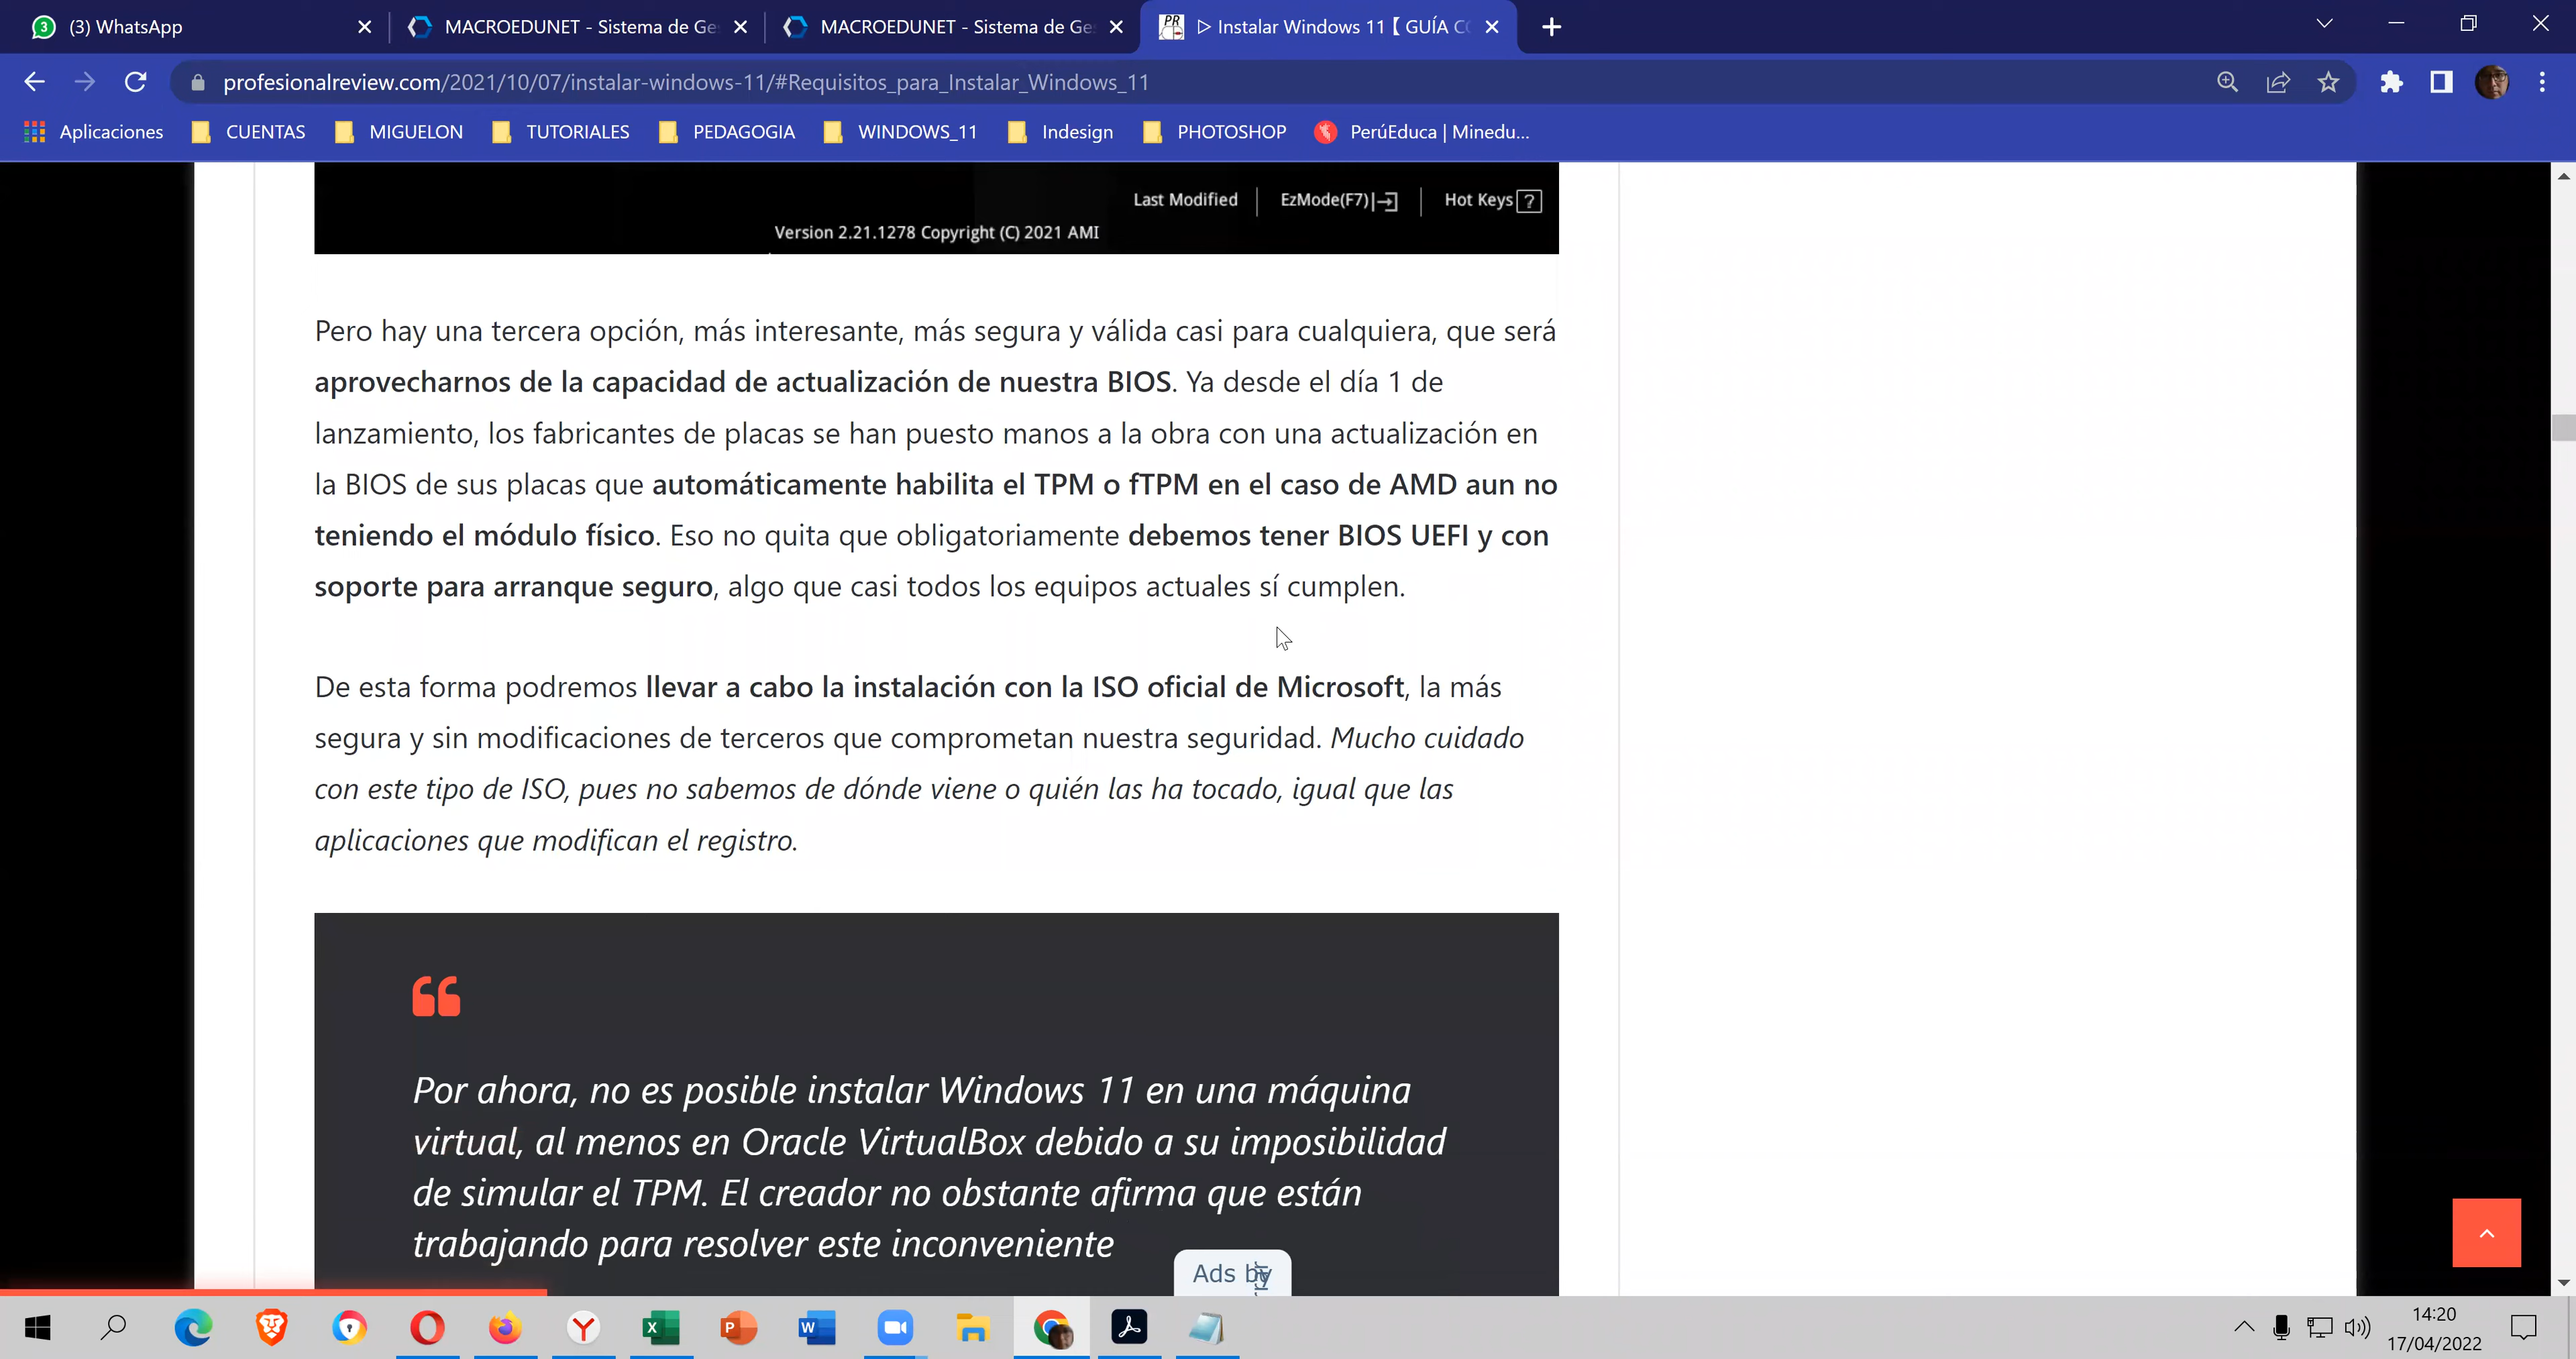 (3) WhatsApp
MACROEDUNET - Sistema de Ge
MACROEDUNET - Sistema de Ge
▷ Instalar Windows 11 【 GUÍA CO
profesionalreview.com/2021/10/07/instalar-windows-11/#Requisitos_para_Instalar_Windows_11
Aplicaciones
CUENTAS
MIGUELON
TUTORIALES
PEDAGOGIA
WINDOWS_11
Indesign
PHOTOSHOP
PerúEduca | Minedu...
Last Modified
EzMode(F7)
Hot Keys ?
Version 2.21.1278 Copyright (C) 2021 AMI
Pero hay una tercera opción, más interesante, más segura y válida casi para cualquiera, que será
aprovecharnos de la capacidad de actualización de nuestra BIOS. Ya desde el día 1 de
lanzamiento, los fabricantes de placas se han puesto manos a la obra con una actualización en
la BIOS de sus placas que automáticamente habilita el TPM o fTPM en el caso de AMD aun no
teniendo el módulo físico. Eso no quita que obligatoriamente debemos tener BIOS UEFI y con
soporte para arranque seguro, algo que casi todos los equipos actuales sí cumplen.
De esta forma podremos llevar a cabo la instalación con la ISO oficial de Microsoft, la más
segura y sin modificaciones de terceros que comprometan nuestra seguridad. Mucho cuidado
con este tipo de ISO, pues no sabemos de dónde viene o quién las ha tocado, igual que las
aplicaciones que modifican el registro.
Por ahora, no es posible instalar Windows 11 en una máquina
virtual, al menos en Oracle VirtualBox debido a su imposibilidad
de simular el TPM. El creador no obstante afirma que están
trabajando para resolver este inconveniente
Ads by
14:20
17/04/2022